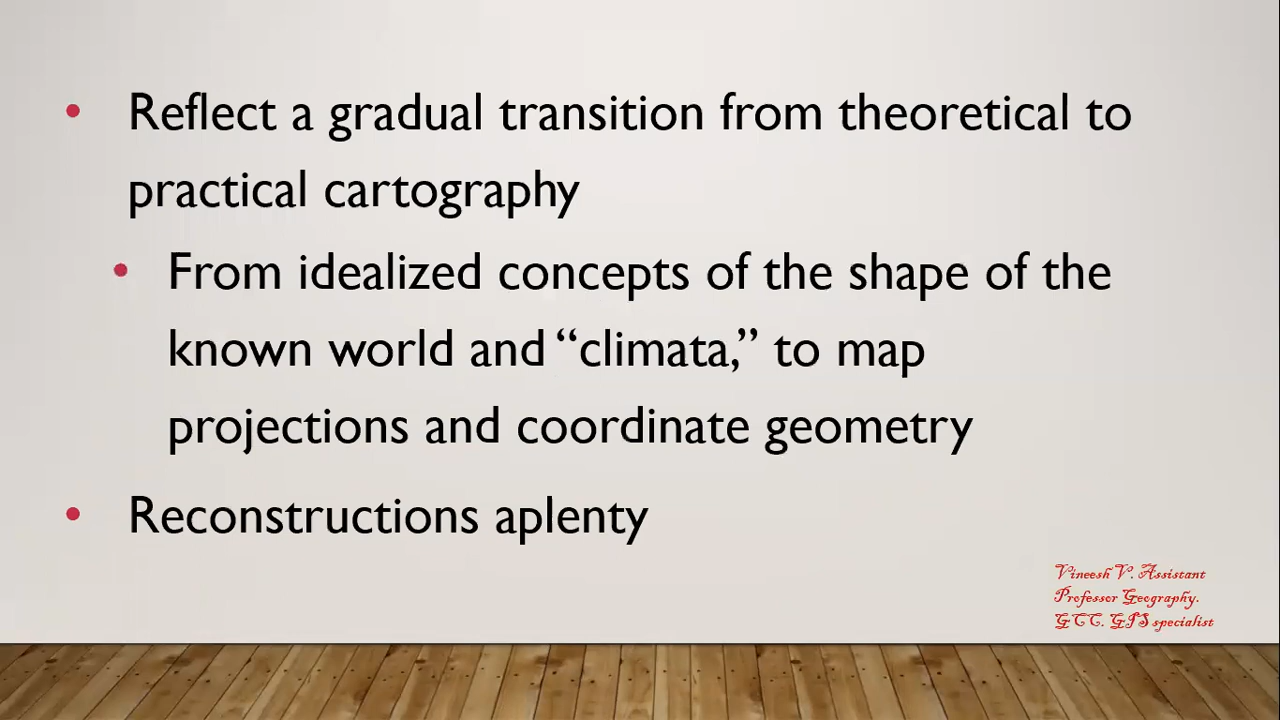 • Reflect a gradual transition from theoretical to
practical cartography
• From idealized concepts of the shape of the
known world and “climata,” to map
projections and coordinate geometry
• Reconstructions aplenty
Vineesh V. Assistant
Professor Geography.
GCC. GIS specialist